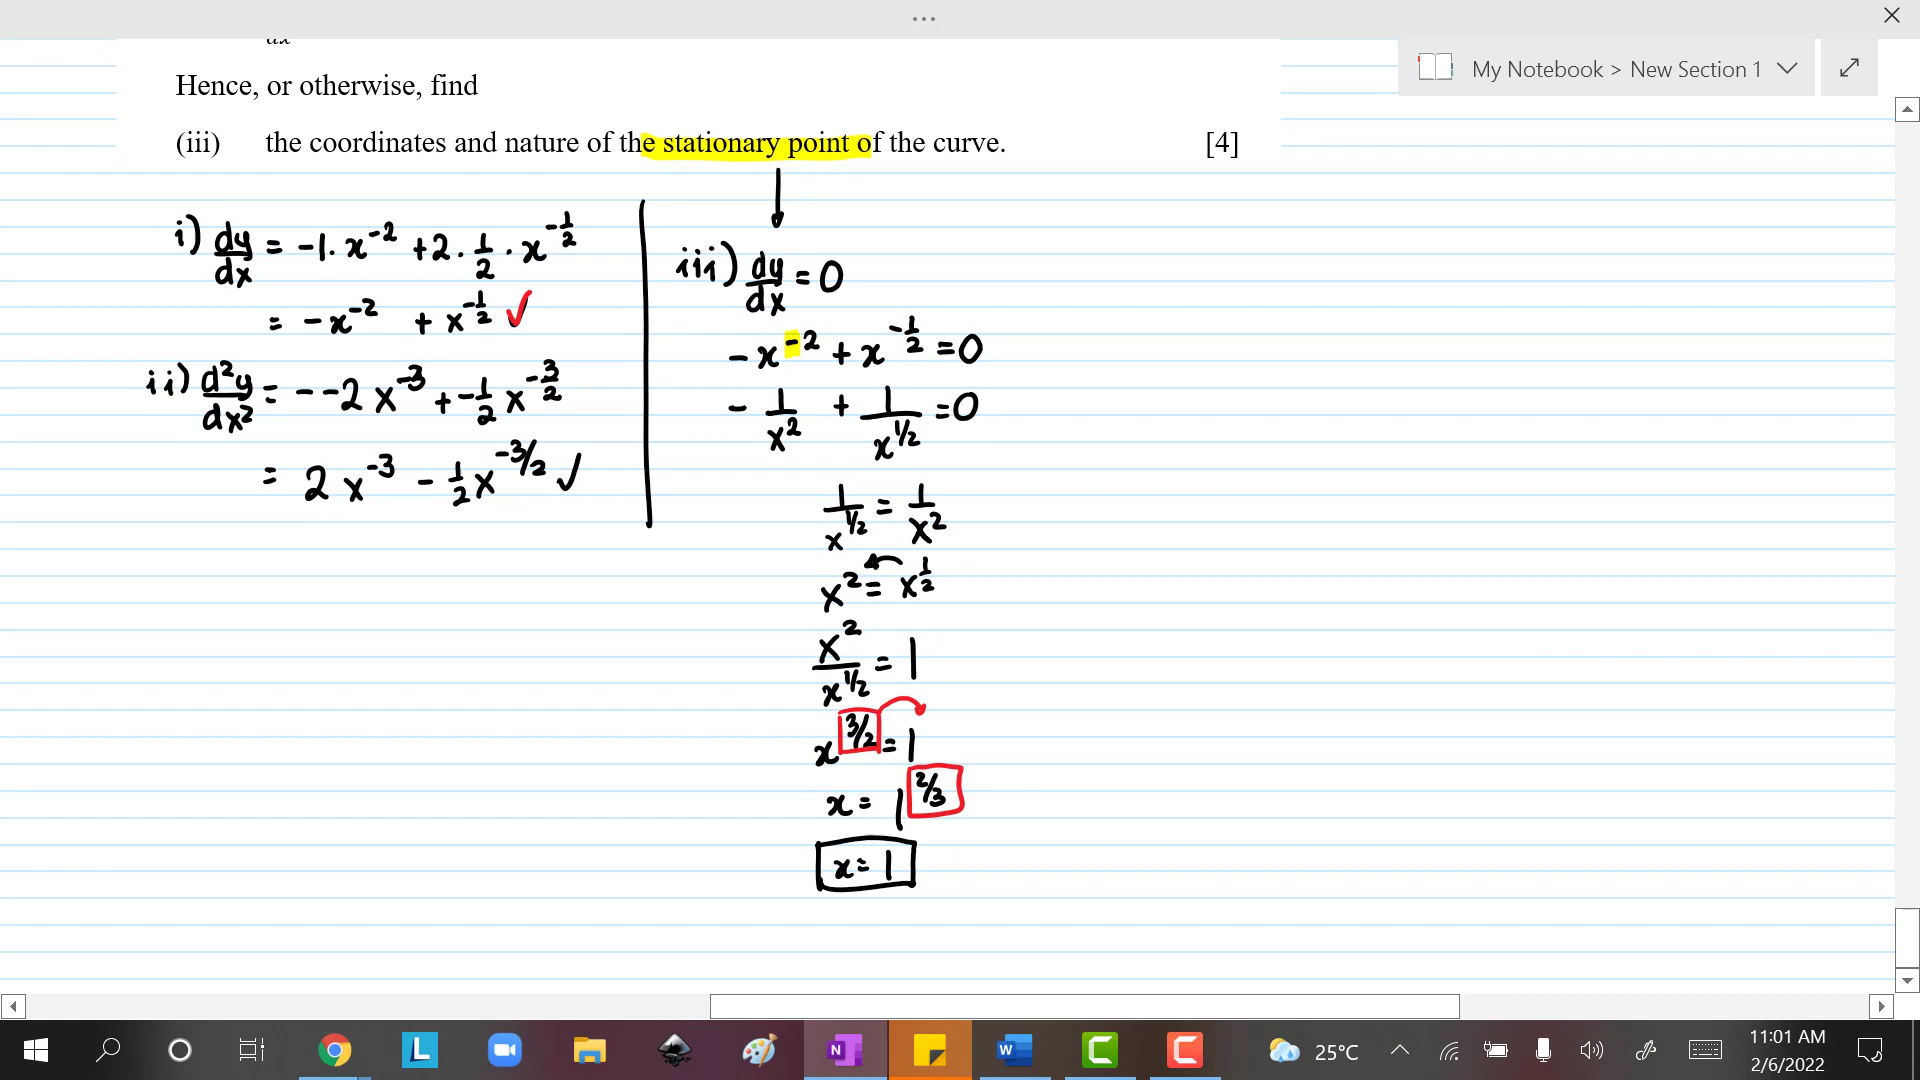 My Notebook > New Section 1
dx
Hence, or otherwise, find
(iii) the coordinates and nature of the stationary point of the curve. [4]
i) dy/dx = -1. x^-2 + 2 · 1/2 · x^-1/2
= -x^-2 + x^-1/2 ✓
ii) d²y/dx² = --2 x^-3 + -1/2 x^-3/2
= 2 x^-3 - 1/2 x^-3/2 ✓
iii) dy/dx = 0
-x^-2 + x^-1/2 = 0
- 1/x² + 1/x^1/2 = 0
1/x^1/2 = 1/x²
x² = x^1/2
x²/x^1/2 = 1
x^3/2 = 1
x = 1^2/3
x = 1
25°C
11:01 AM
2/6/2022